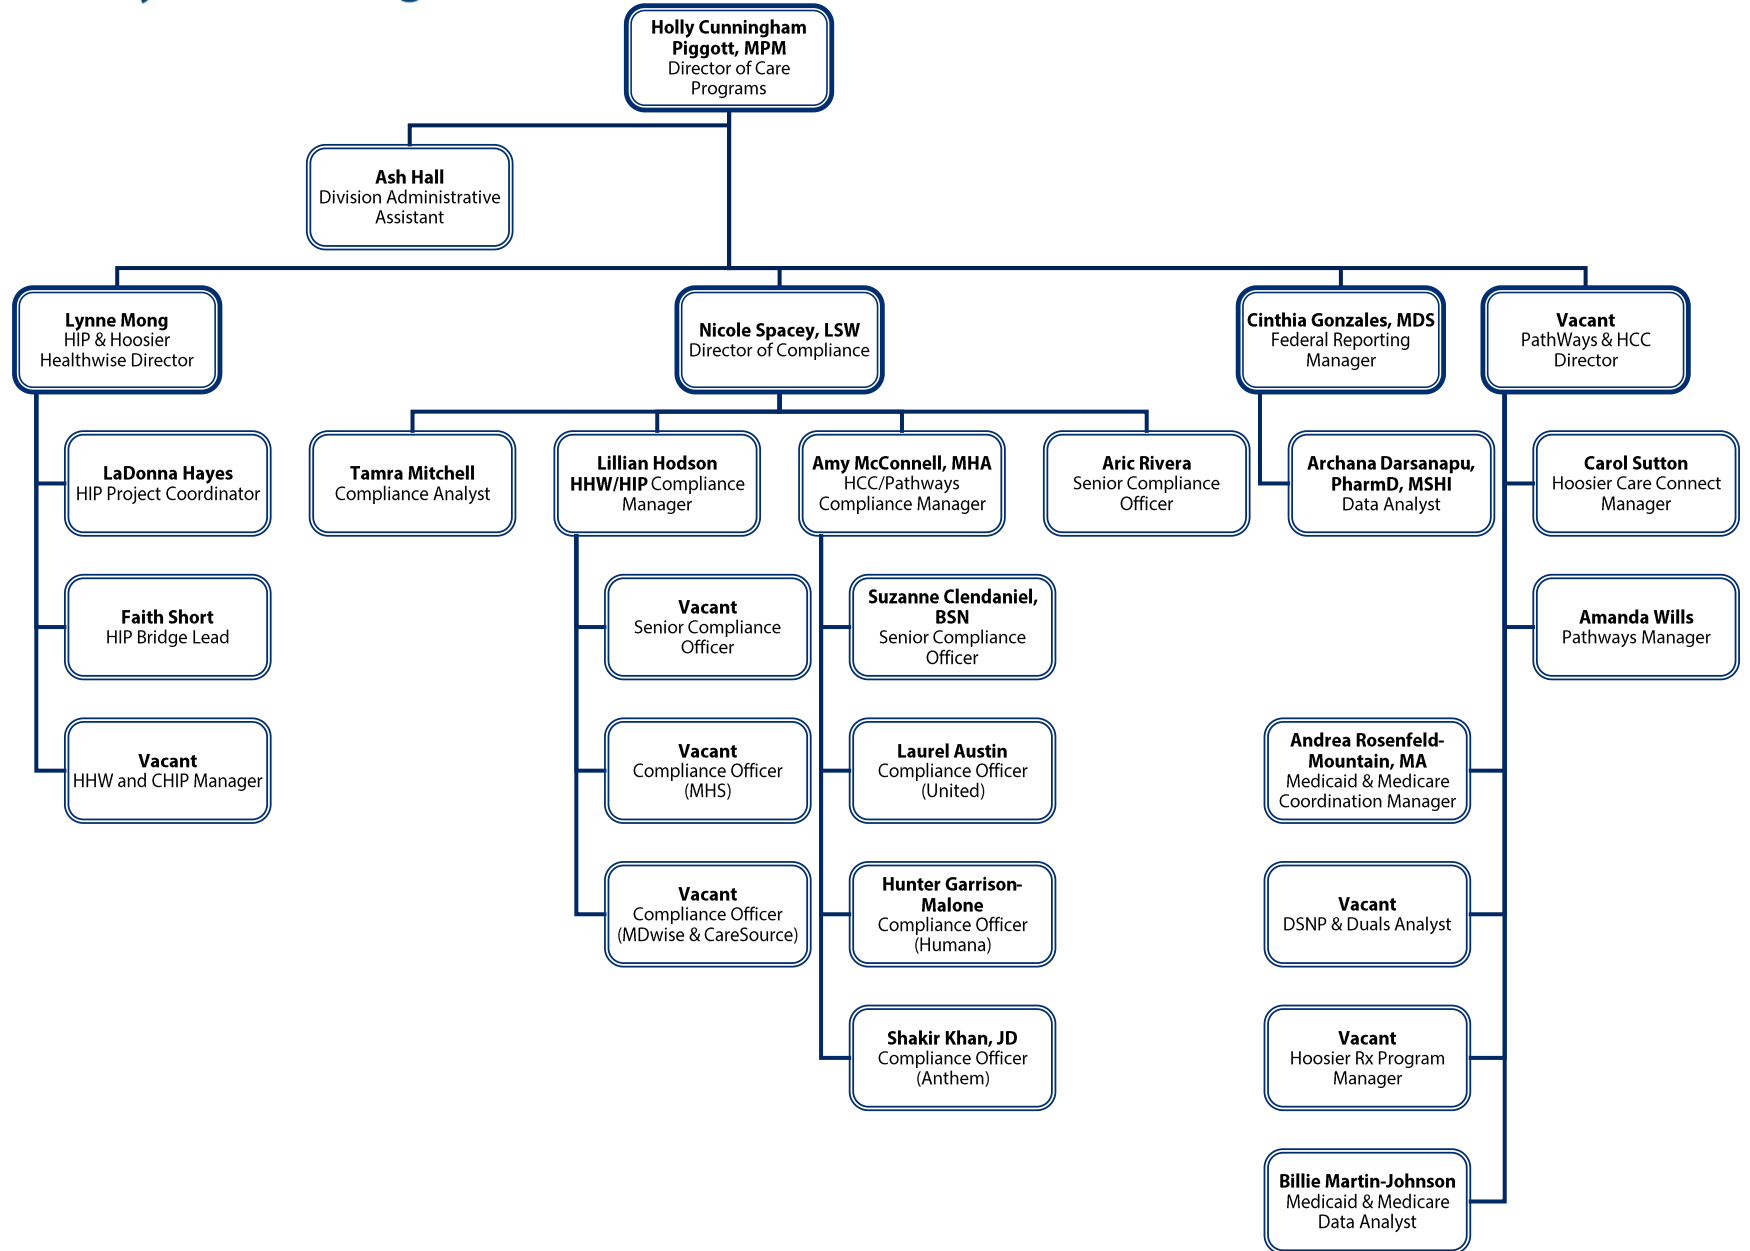 Holly Cunningham
Piggott, MPM
Director of Care
Programs
Ash Hall
Division Administrative
Assistant
Lynne Mong
HIP & Hoosier
Healthwise Director
Nicole Spacey, LSW
Director of Compliance
Cinthia Gonzales, MDS
Federal Reporting
Manager
Vacant
PathWays & HCC
Director
LaDonna Hayes
HIP Project Coordinator
Tamra Mitchell
Compliance Analyst
Lillian Hodson
HHW/HIP Compliance
Manager
Amy McConnell, MHA
HCC/Pathways
Compliance Manager
Aric Rivera
Senior Compliance
Officer
Archana Darsanapu,
PharmD, MSHI
Data Analyst
Carol Sutton
Hoosier Care Connect
Manager
Faith Short
HIP Bridge Lead
Vacant
Senior Compliance
Officer
Suzanne Clendaniel,
BSN
Senior Compliance
Officer
Amanda Wills
Pathways Manager
Vacant
HHW and CHIP Manager
Vacant
Compliance Officer
(MHS)
Laurel Austin
Compliance Officer
(United)
Andrea Rosenfeld-
Mountain, MA
Medicaid & Medicare
Coordination Manager
Vacant
Compliance Officer
(MDwise & CareSource)
Hunter Garrison-
Malone
Compliance Officer
(Humana)
Vacant
DSNP & Duals Analyst
Shakir Khan, JD
Compliance Officer
(Anthem)
Vacant
Hoosier Rx Program
Manager
Billie Martin-Johnson
Medicaid & Medicare
Data Analyst